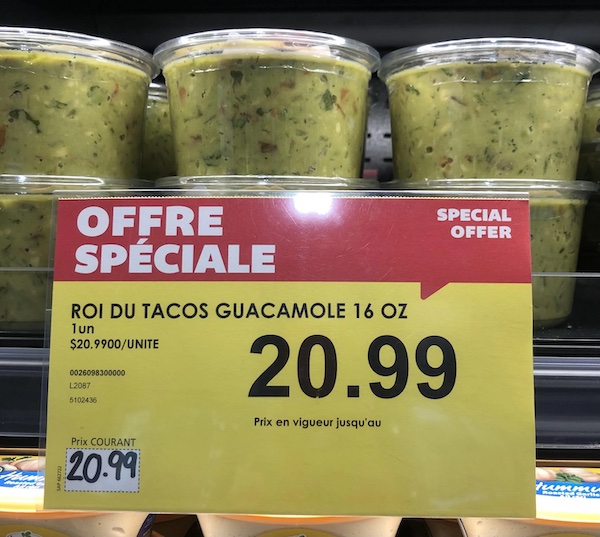 OFFRE
SPÉCIALE
SPECIAL
OFFER
ROI DU TACOS GUACAMOLE 16 OZ
1un
$20.9900/UNITE
20.99
0026098300000
L2087
5102436
Prix en vigueur jusqu'au
Prix COURANT
20.99